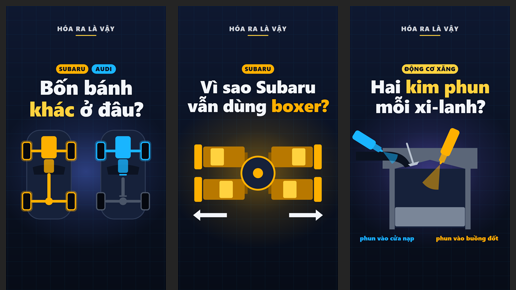 HÓA RA LÀ VẬY
SUBARU AUDI
Bốn bánh
khác ở đâu?
HÓA RA LÀ VẬY
SUBARU
Vì sao Subaru
vẫn dùng boxer?
HÓA RA LÀ VẬY
ĐỘNG CƠ XĂNG
Hai kim phun
mỗi xi-lanh?
phun vào cửa nạp
phun vào buồng đốt